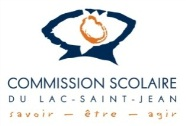 COMMISSION SCOLAIRE
DU LAC-SAINT-JEAN
savoir - être - agir